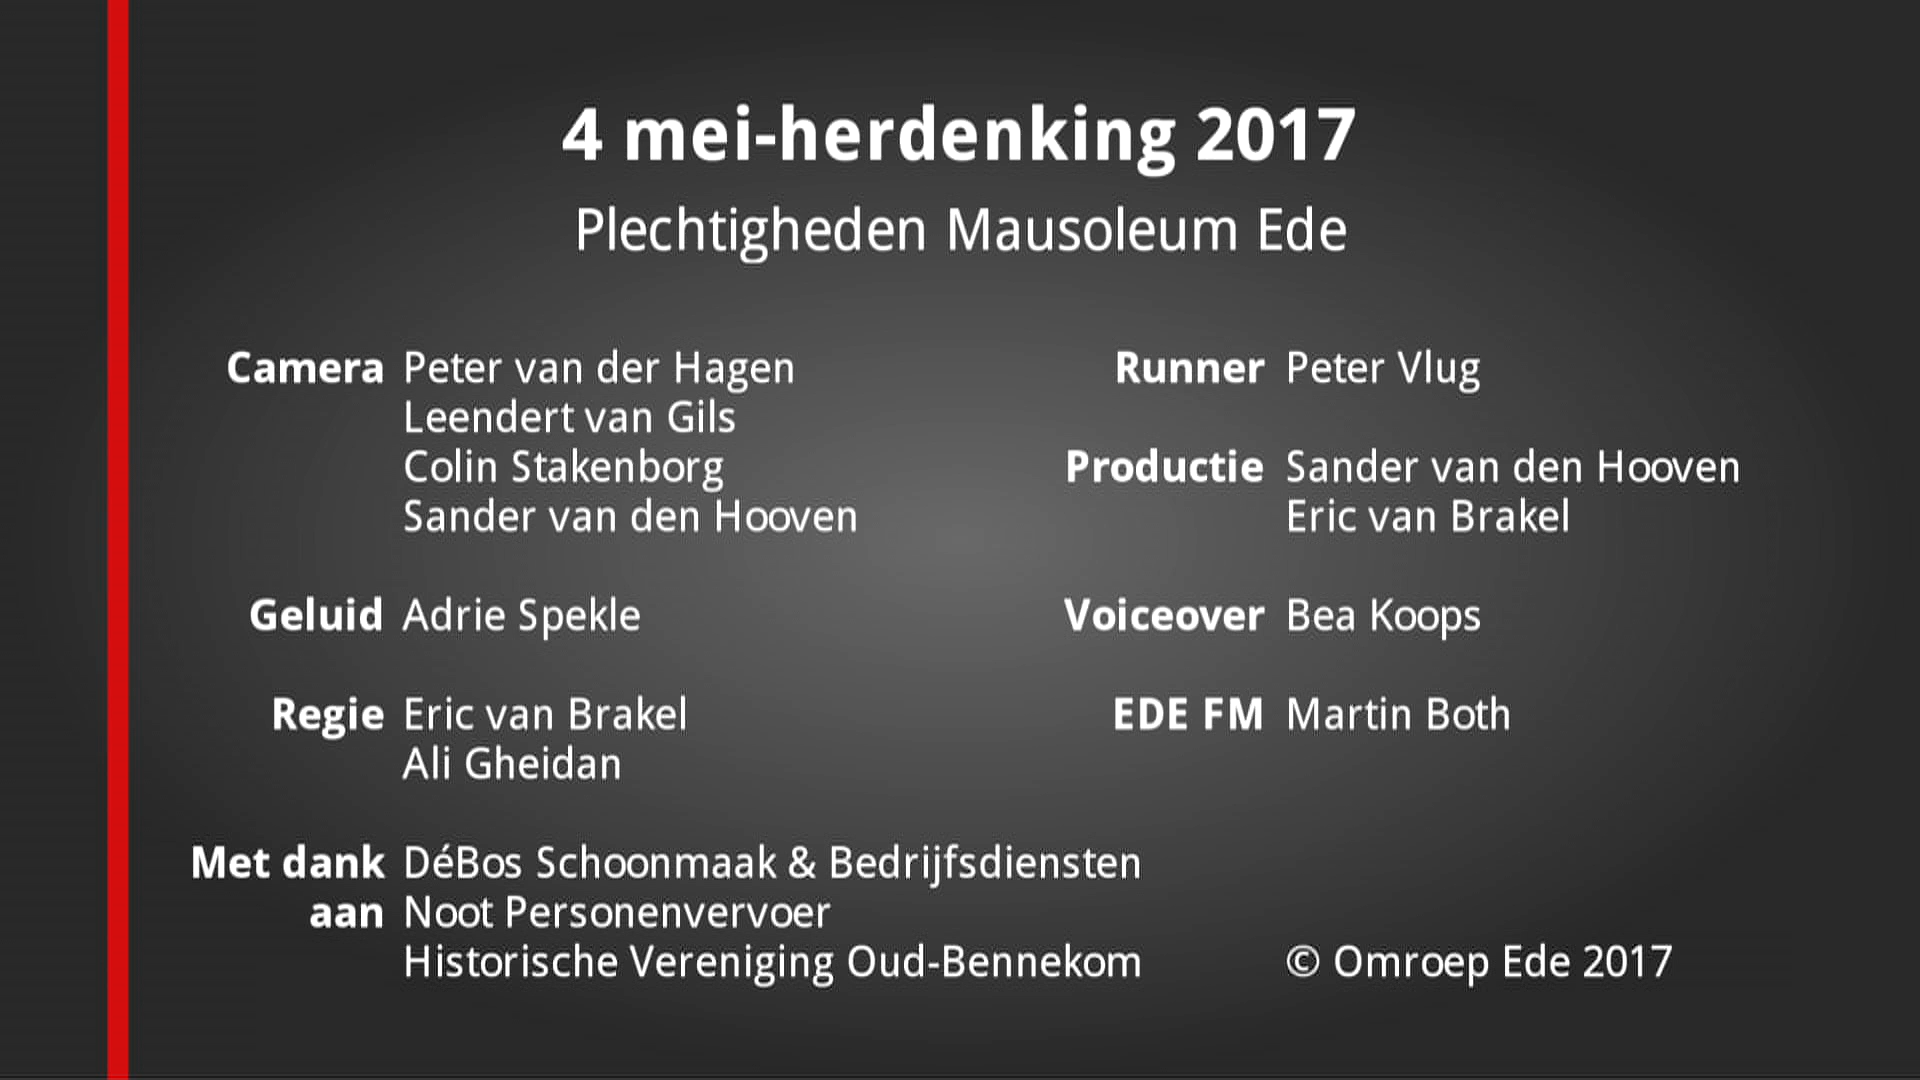 4 mei-herdenking 2017
Plechtigheden Mausoleum Ede
Camera Peter van der Hagen
Leendert van Gils
Colin Stakenborg
Sander van den Hooven
Geluid Adrie Spekle
Regie Eric van Brakel
Ali Gheidan
Runner Peter Vlug
Productie Sander van den Hooven
Eric van Brakel
Voiceover Bea Koops
EDE FM Martin Both
Met dank DéBos Schoonmaak & Bedrijfsdiensten
aan Noot Personenvervoer
Historische Vereniging Oud-Bennekom
© Omroep Ede 2017